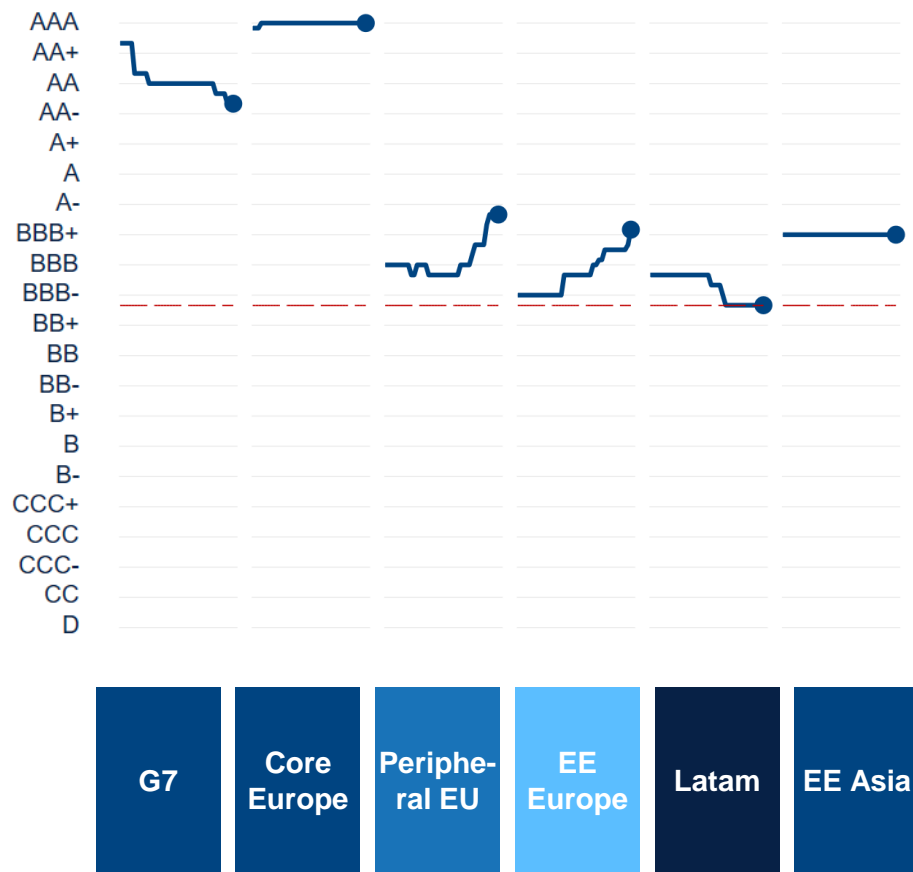 AAA
AA+
AA
AA-
A+
A
A-
BBB+
BBB
BBB-
BB+
BB
BB-
B+
B
B-
CCC+
CCC
CCC-
CC
D
G7
Core
Europe
Periphe-
ral EU
EE
Europe
Latam
EE Asia